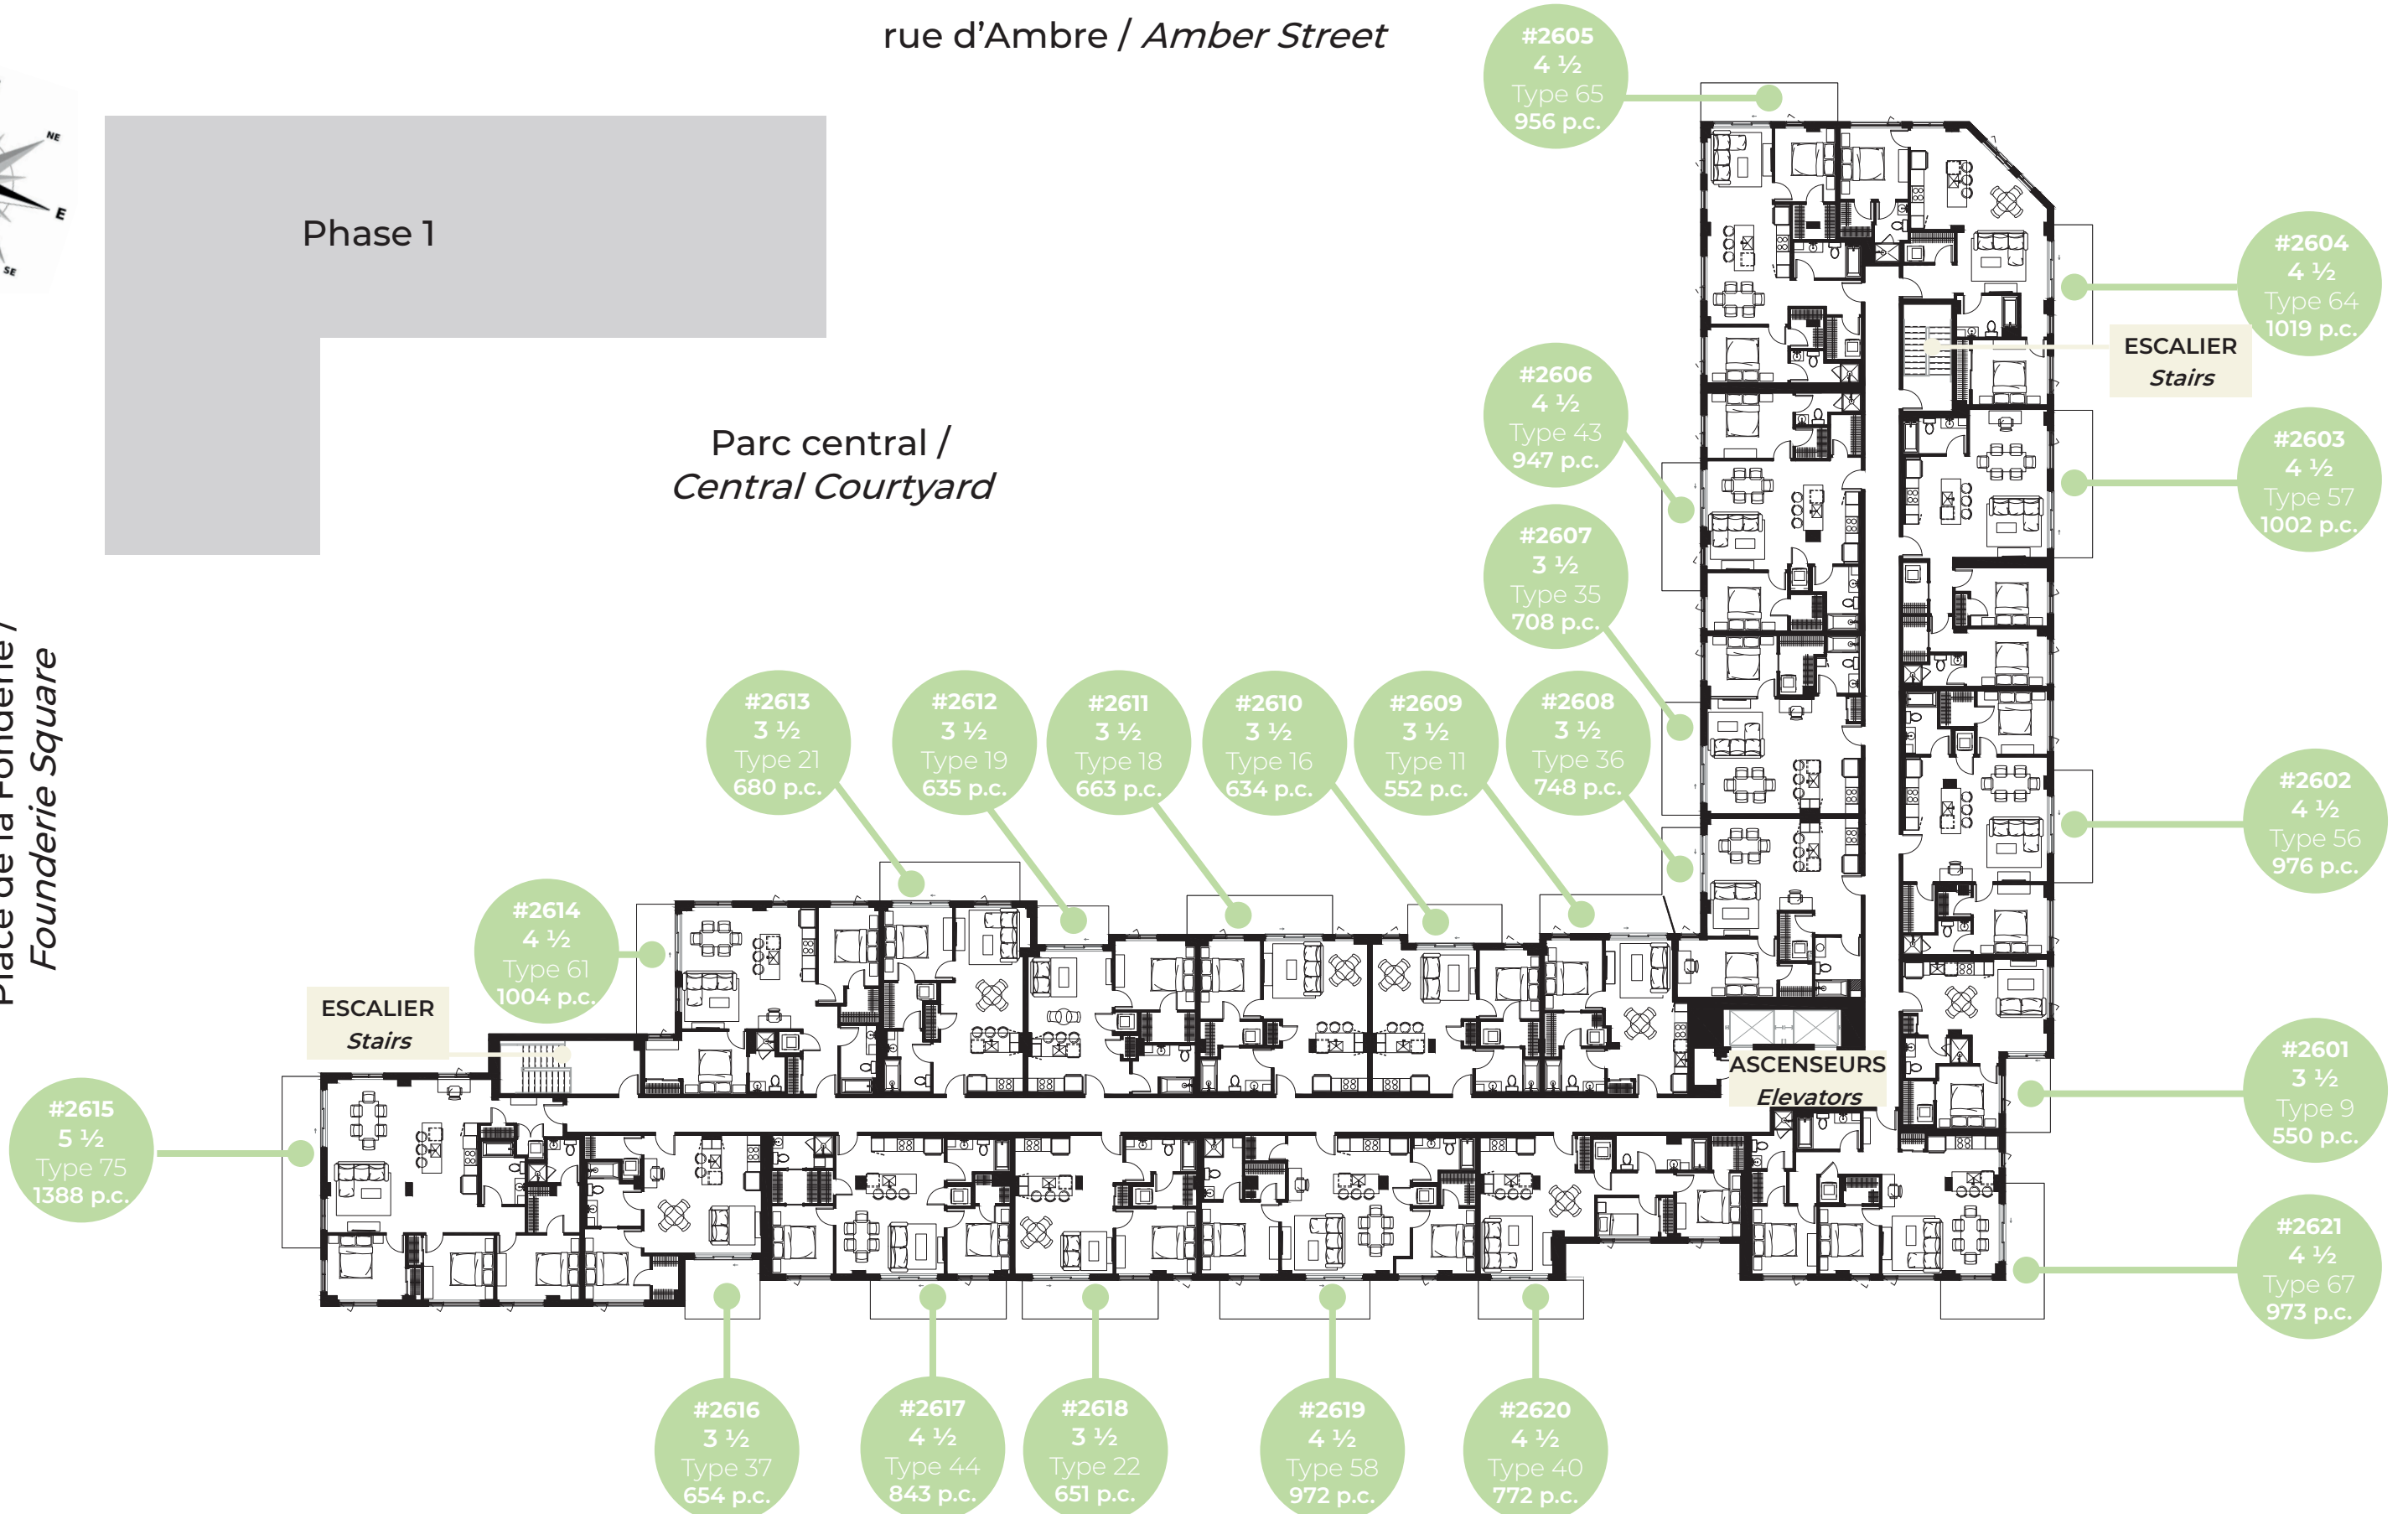 rue d'Ambre / Amber Street
NE
E
SE
Phase 1
Parc central /
Central Courtyard
Place de la Fonderie /
Founderie Square
#2605
4 ½
Type 65
956 p.c.
#2604
4 ½
Type 64
1019 p.c.
ESCALIER
Stairs
#2606
4 ½
Type 43
947 p.c.
#2603
4 ½
Type 57
1002 p.c.
#2607
3 ½
Type 35
708 p.c.
#2613
3 ½
Type 21
680 p.c.
#2612
3 ½
Type 19
635 p.c.
#2611
3 ½
Type 18
663 p.c.
#2610
3 ½
Type 16
634 p.c.
#2609
3 ½
Type 11
552 p.c.
#2608
3 ½
Type 36
748 p.c.
#2602
4 ½
Type 56
976 p.c.
#2614
4 ½
Type 61
1004 p.c.
ESCALIER
Stairs
ASCENSEURS
Elevators
#2601
3 ½
Type 9
550 p.c.
#2615
5 ½
Type 75
1388 p.c.
#2621
4 ½
Type 67
973 p.c.
#2616
3 ½
Type 37
654 p.c.
#2617
4 ½
Type 44
843 p.c.
#2618
3 ½
Type 22
651 p.c.
#2619
4 ½
Type 58
972 p.c.
#2620
4 ½
Type 40
772 p.c.